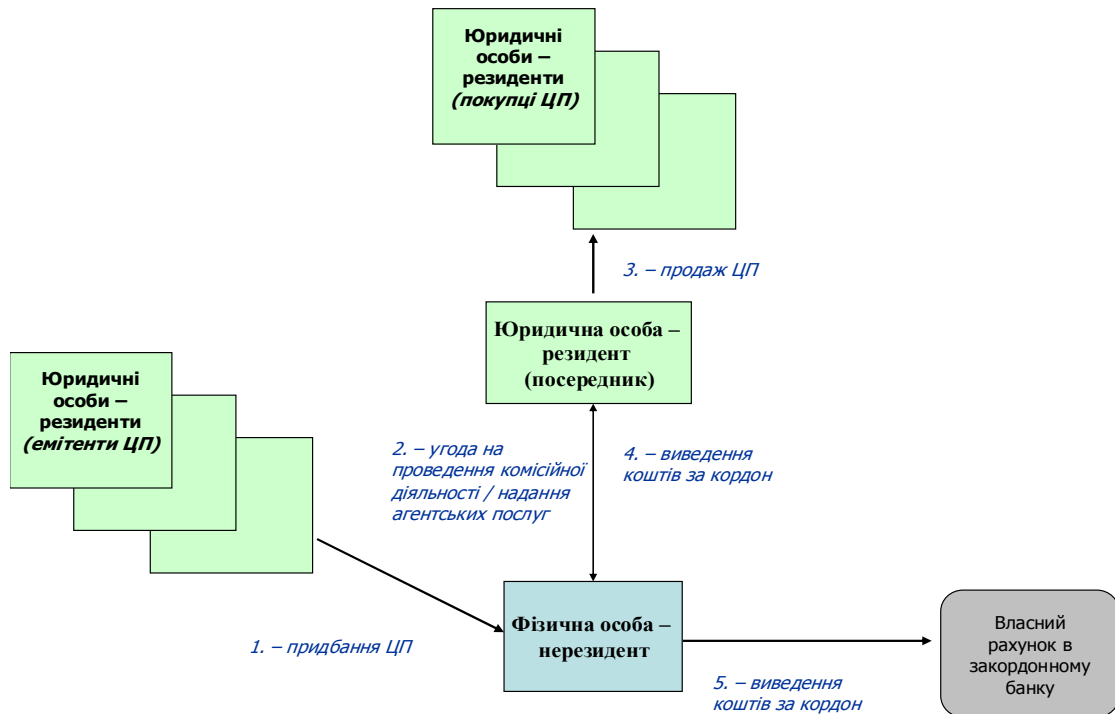 Юридичні
особи –
резиденти
(покупці ЦП)
3. – продаж ЦП
Юридична особа –
резидент
(посередник)
Юридичні
особи –
резиденти
(емітенти ЦП)
2. – угода на
проведення комісійної
діяльності / надання
агентських послуг
4. – виведення
коштів за кордон
1. – придбання ЦП
Фізична особа –
нерезидент
5. – виведення
коштів за кордон
Власний
рахунок в
закордонному
банку